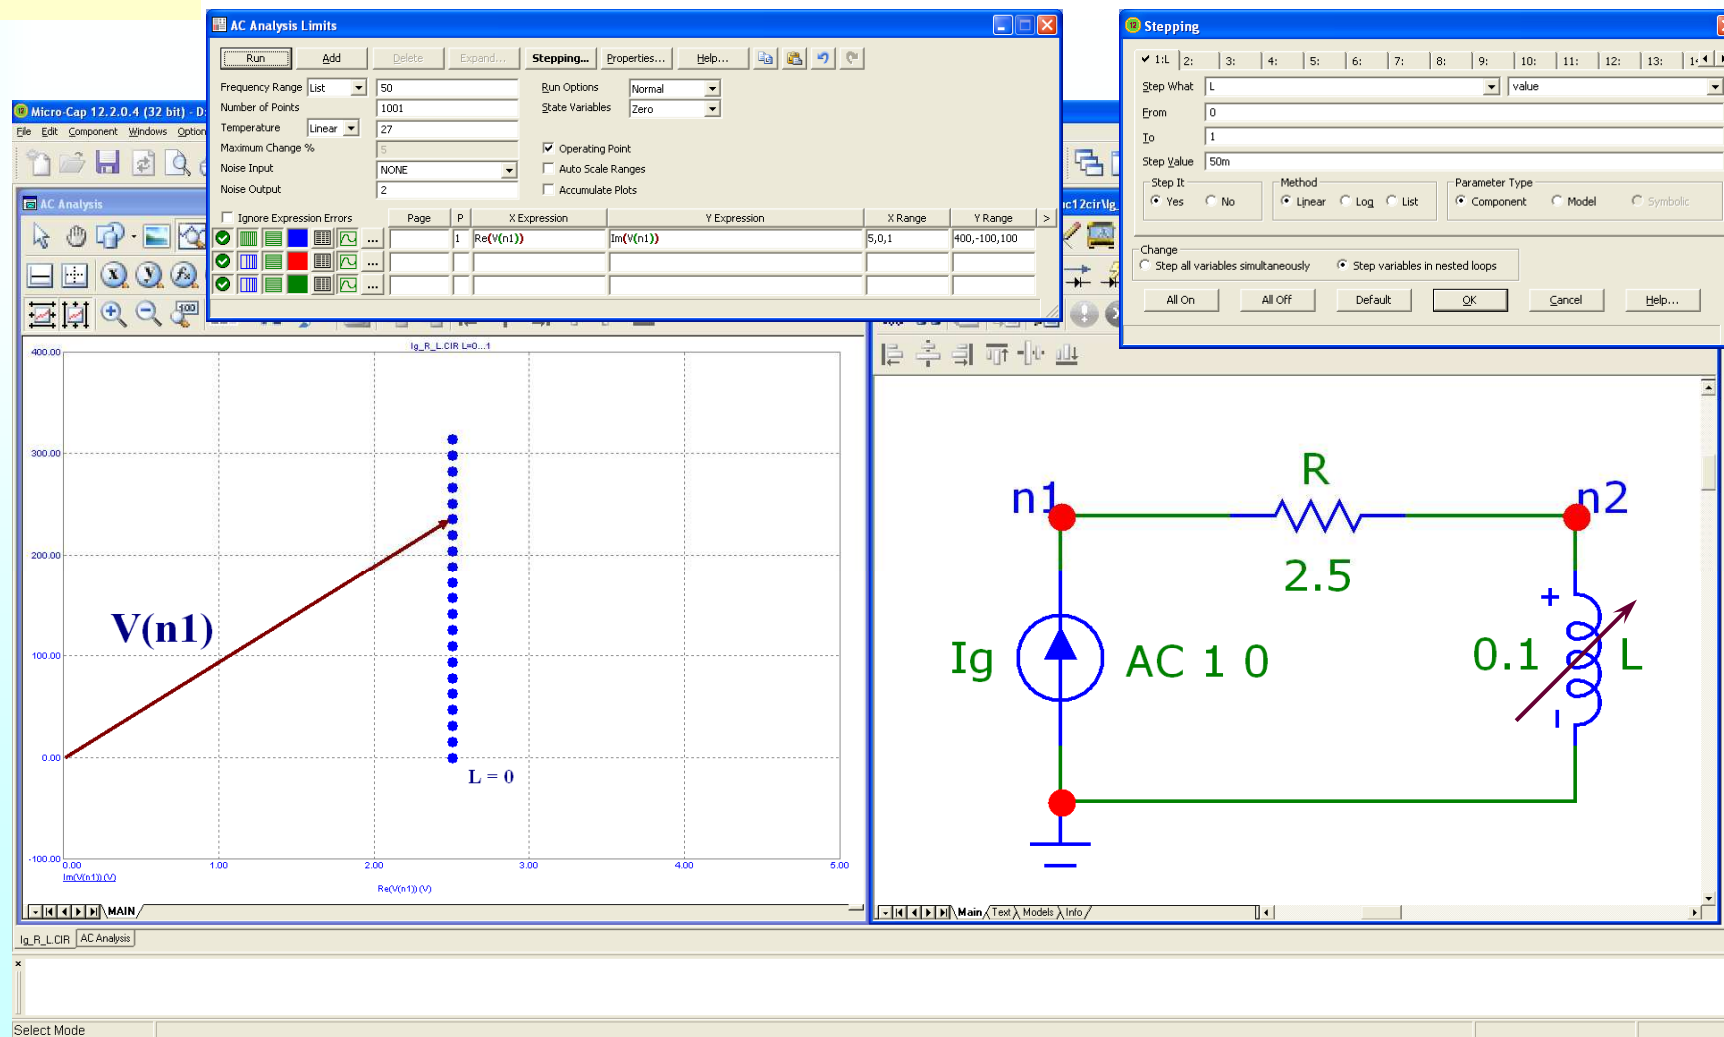 AC Analysis Limits
Run Add Delete Expand... Stepping... Properties... Help...
Frequency Range List 50 Run Options Normal
Number of Points 1001 State Variables Zero
Temperature Linear 27
Maximum Change % 5 Operating Point
Noise Input NONE Auto Scale Ranges
Noise Output 2 Accumulate Plots
Ignore Expression Errors Page P X Expression Y Expression X Range Y Range >
... 1 Re(V(n1)) Im(V(n1)) 5,0,1 400,-100,100
...
...
12 Stepping
1:L 2: 3: 4: 5: 6: 7: 8: 9: 10: 11: 12: 13:
Step What L value
From 0
To 1
Step Value 50m
Step It Method Parameter Type
Yes No Linear Log List Component Model Symbolic
Change
Step all variables simultaneously Step variables in nested loops
All On All Off Default OK Cancel Help...
Micro-Cap 12.2.0.4 (32 bit) - D:
File Edit Component Windows Option
AC Analysis
Ig_R_L.CIR L=0...1
400.00
300.00
200.00
100.00
0.00
-100.00
0.00 1.00 2.00 3.00 4.00 5.00
Im(V(n1)) (V)
Re(V(n1)) (V)
V(n1)
L = 0
MAIN
n1 R n2
2.5
+
Ig AC 1 0 0.1 L
Main Text Models Info
Ig_R_L.CIR AC Analysis
Select Mode